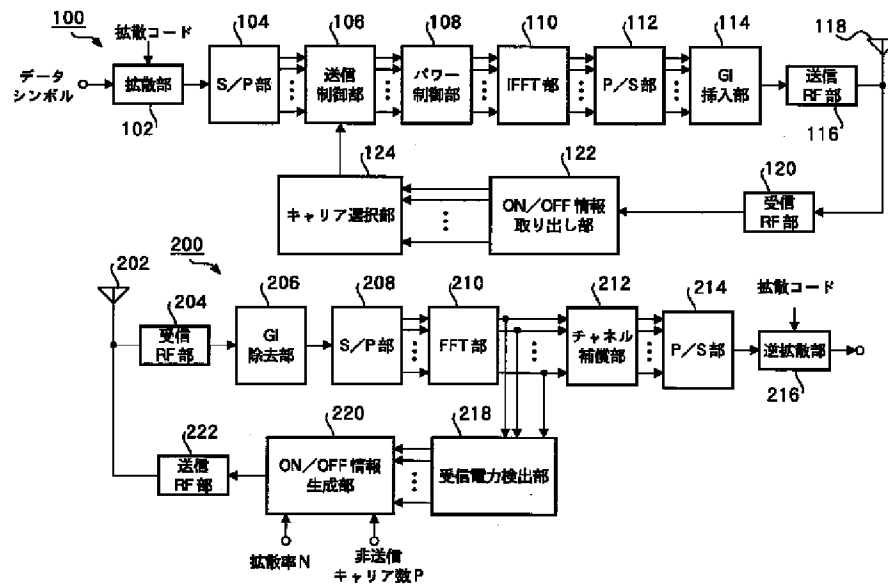 100
拡散コード
データ
シンボル
拡散部
102
104
S／P部
106
送信
制御部
108
パワー
制御部
110
IFFT部
112
P／S部
114
GI
挿入部
送信
RF部
116
118
124
キャリア選択部
122
ON／OFF情報
取り出し部
120
受信
RF部
202
200
204
受信
RF部
206
GI
除去部
208
S／P部
210
FFT部
212
チャネル
補償部
214
P／S部
拡散コード
逆拡散部
216
222
送信
RF部
220
ON／OFF情報
生成部
218
受信電力検出部
拡散率N
非送信
キャリア数P